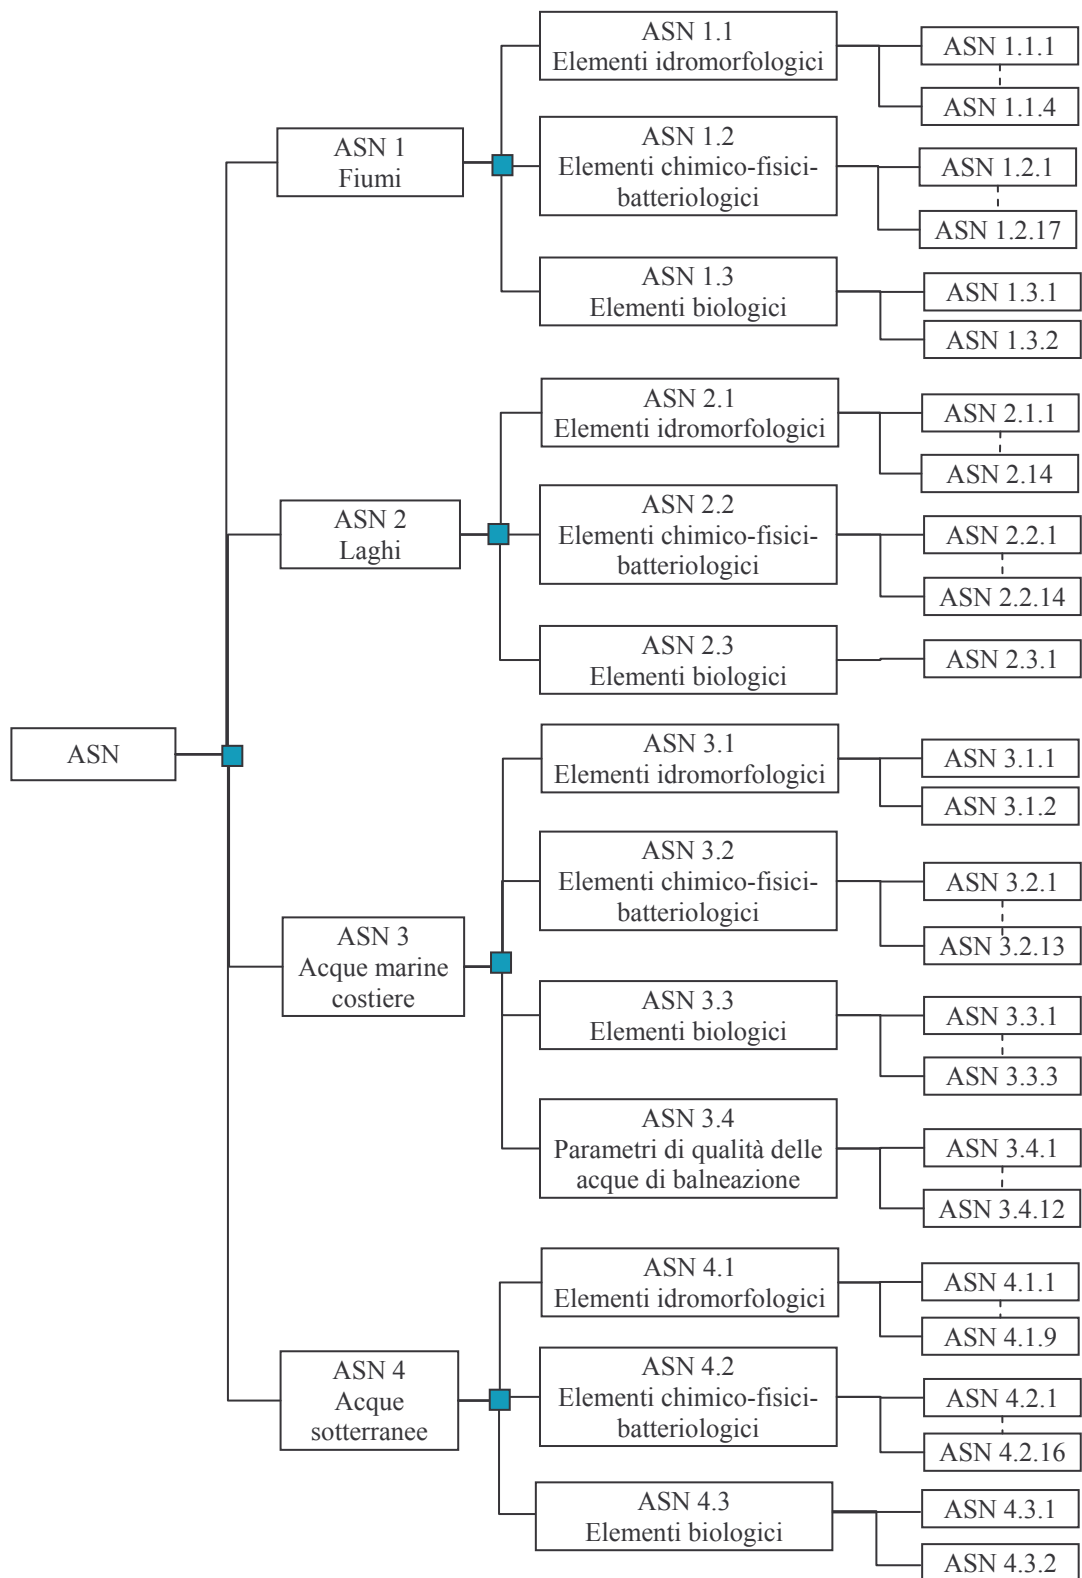 ASN
ASN 1
Fiumi
ASN 1.1
Elementi idromorfologici
ASN 1.1.1
ASN 1.1.4
ASN 1.2
Elementi chimico-fisici-
batteriologici
ASN 1.2.1
ASN 1.2.17
ASN 1.3
Elementi biologici
ASN 1.3.1
ASN 1.3.2
ASN 2
Laghi
ASN 2.1
Elementi idromorfologici
ASN 2.1.1
ASN 2.14
ASN 2.2
Elementi chimico-fisici-
batteriologici
ASN 2.2.1
ASN 2.2.14
ASN 2.3
Elementi biologici
ASN 2.3.1
ASN 3
Acque marine
costiere
ASN 3.1
Elementi idromorfologici
ASN 3.1.1
ASN 3.1.2
ASN 3.2
Elementi chimico-fisici-
batteriologici
ASN 3.2.1
ASN 3.2.13
ASN 3.3
Elementi biologici
ASN 3.3.1
ASN 3.3.3
ASN 3.4
Parametri di qualità delle
acque di balneazione
ASN 3.4.1
ASN 3.4.12
ASN 4
Acque
sotterranee
ASN 4.1
Elementi idromorfologici
ASN 4.1.1
ASN 4.1.9
ASN 4.2
Elementi chimico-fisici-
batteriologici
ASN 4.2.1
ASN 4.2.16
ASN 4.3
Elementi biologici
ASN 4.3.1
ASN 4.3.2